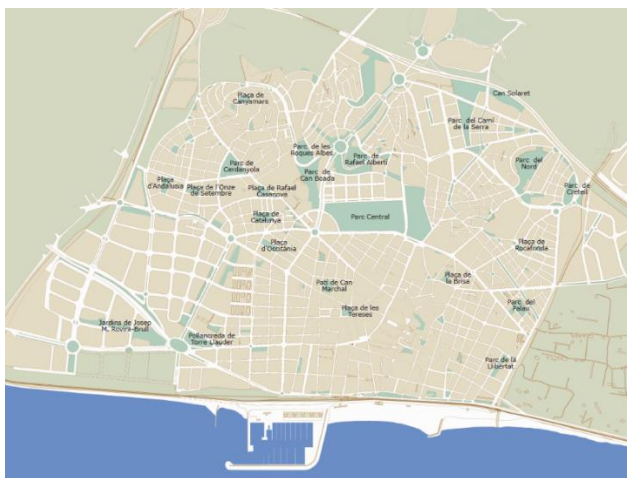 Plaça de
Canyamars
Can Solaret
Parc del Camí
de la Serra
Parc. de les
Roques Albes
Parc. de
Rafael Alberti
Parc del
Nord
Parc de
Cerdanyola
Parc de
Can Boada
Plaça
d'Andalusia
Plaça de l'Onze
de Setembre
Plaça de Rafael
Casanova
Parc de
Cirteil
Plaça de
Catalunya
Parc Central
Plaça
d'Occitània
Plaça de
Rocafonda
Pati de Can
Marchal
Plaça de
la Brisa
Plaça de les
Tereses
Parc del
Palau
Jardins de Josep
M. Rovira-Brull
Pollancreda de
Torre Llauder
Parc de la
Llibertat